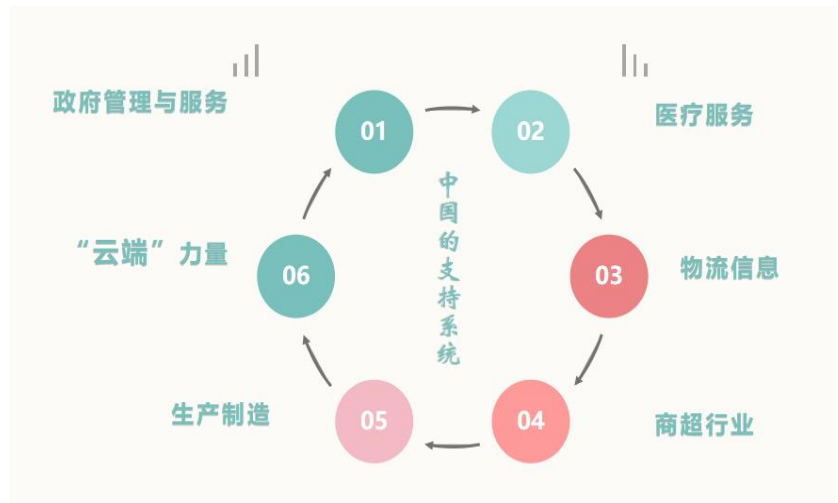 政府管理与服务
01
02
医疗服务
中国的支持系统
“云端”力量
06
03
物流信息
生产制造
05
04
商超行业